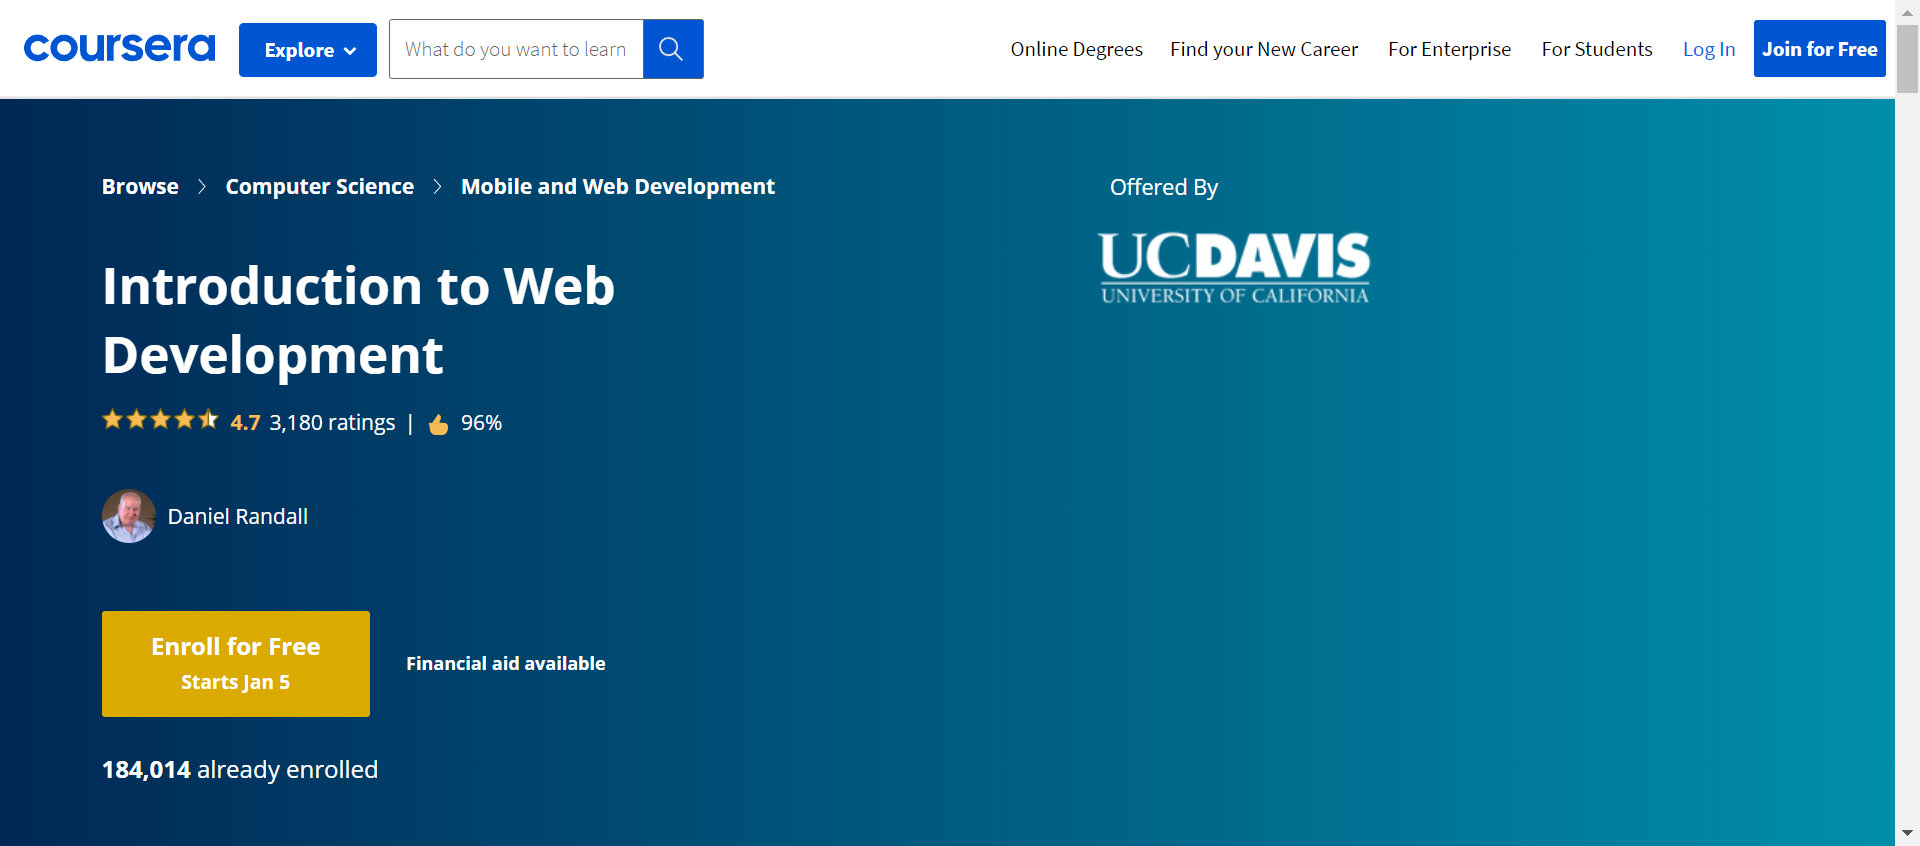 coursera
Explore
What do you want to learn
Online Degrees
Find your New Career
For Enterprise
For Students
Log In
Join for Free
Browse > Computer Science > Mobile and Web Development
Offered By
UCDAVIS
UNIVERSITY OF CALIFORNIA
Introduction to Web
Development
4.7 3,180 ratings | 96%
Daniel Randall
Enroll for Free
Starts Jan 5
Financial aid available
184,014 already enrolled